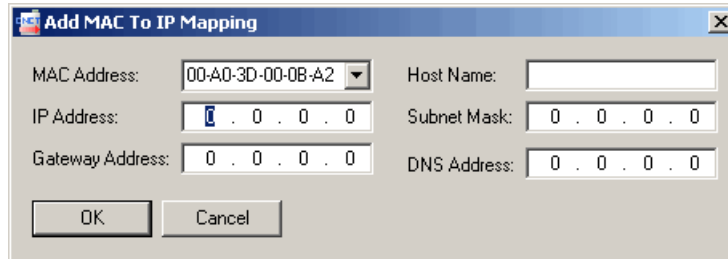 Add MAC To IP Mapping
MAC Address: 00-A0-3D-00-0B-A2 Host Name:
IP Address: 0 . 0 . 0 . 0 Subnet Mask: 0 . 0 . 0 . 0
Gateway Address: 0 . 0 . 0 . 0 DNS Address: 0 . 0 . 0 . 0
OK Cancel